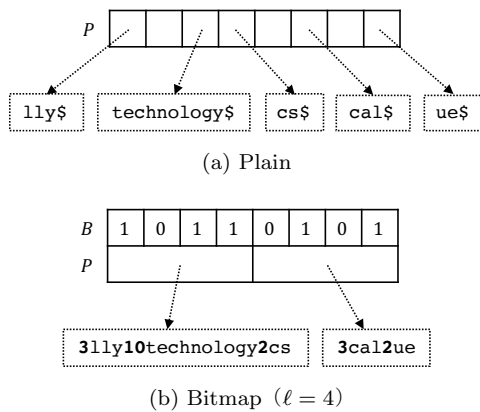 P
lly$ technology$ cs$ cal$ ue$
(a) Plain
B 1 0 1 1 0 1 0 1
P
3lly10technology2cs 3cal2ue
(b) Bitmap (ℓ = 4)